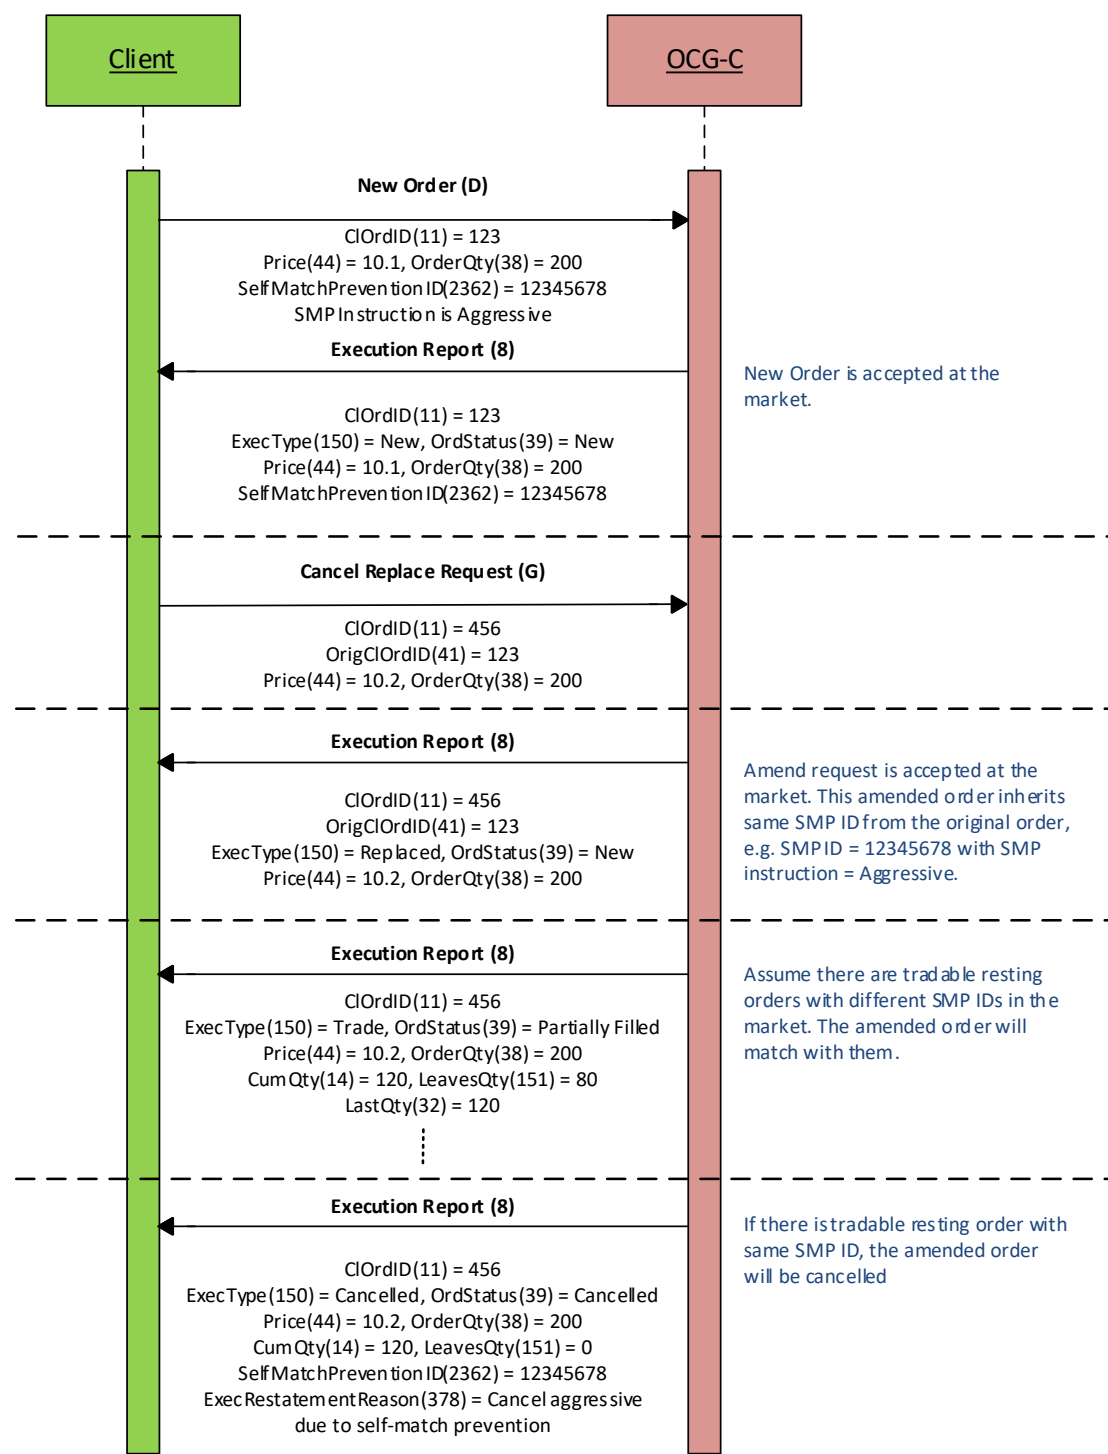 Client
OCG-C
New Order (D)
ClOrdID(11) = 123
Price(44) = 10.1, OrderQty(38) = 200
SelfMatchPreventionID(2362) = 12345678
SMP Instruction is Aggressive
Execution Report (8)
New Order is accepted at the
market.
ClOrdID(11) = 123
ExecType(150) = New, OrdStatus(39) = New
Price(44) = 10.1, OrderQty(38) = 200
SelfMatchPreventionID(2362) = 12345678
Cancel Replace Request (G)
ClOrdID(11) = 456
OrigClOrdID(41) = 123
Price(44) = 10.2, OrderQty(38) = 200
Execution Report (8)
Amend request is accepted at the
market. This amended order inherits
same SMP ID from the original order,
e.g. SMPID = 12345678 with SMP
instruction = Aggressive.
ClOrdID(11) = 456
OrigClOrdID(41) = 123
ExecType(150) = Replaced, OrdStatus(39) = New
Price(44) = 10.2, OrderQty(38) = 200
Execution Report (8)
Assume there are tradable resting
orders with different SMP IDs in the
market. The amended order will
match with them.
ClOrdID(11) = 456
ExecType(150) = Trade, OrdStatus(39) = Partially Filled
Price(44) = 10.2, OrderQty(38) = 200
CumQty(14) = 120, LeavesQty(151) = 80
LastQty(32) = 120
Execution Report (8)
If there is tradable resting order with
same SMP ID, the amended order
will be cancelled
ClOrdID(11) = 456
ExecType(150) = Cancelled, OrdStatus(39) = Cancelled
Price(44) = 10.2, OrderQty(38) = 200
CumQty(14) = 120, LeavesQty(151) = 0
SelfMatchPreventionID(2362) = 12345678
ExecRestatementReason(378) = Cancel aggressive
due to self-match prevention